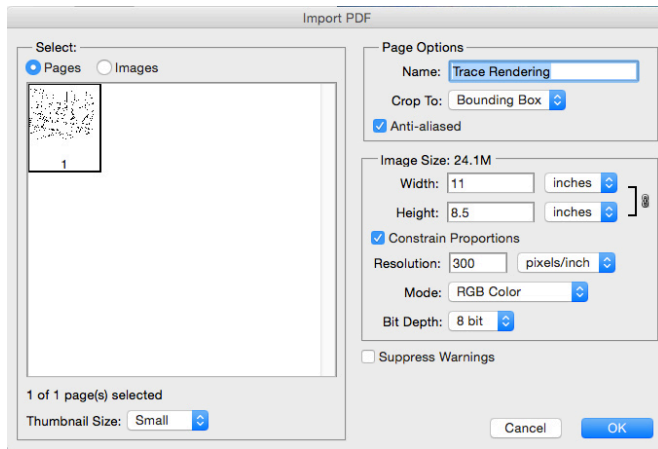 Import PDF
Select:
Pages Images
1
1 of 1 page(s) selected
Thumbnail Size: Small
Page Options
Name: Trace Rendering
Crop To: Bounding Box
Anti-aliased
Image Size: 24.1M
Width: 11 inches
Height: 8.5 inches
Constrain Proportions
Resolution: 300 pixels/inch
Mode: RGB Color
Bit Depth: 8 bit
Suppress Warnings
Cancel OK